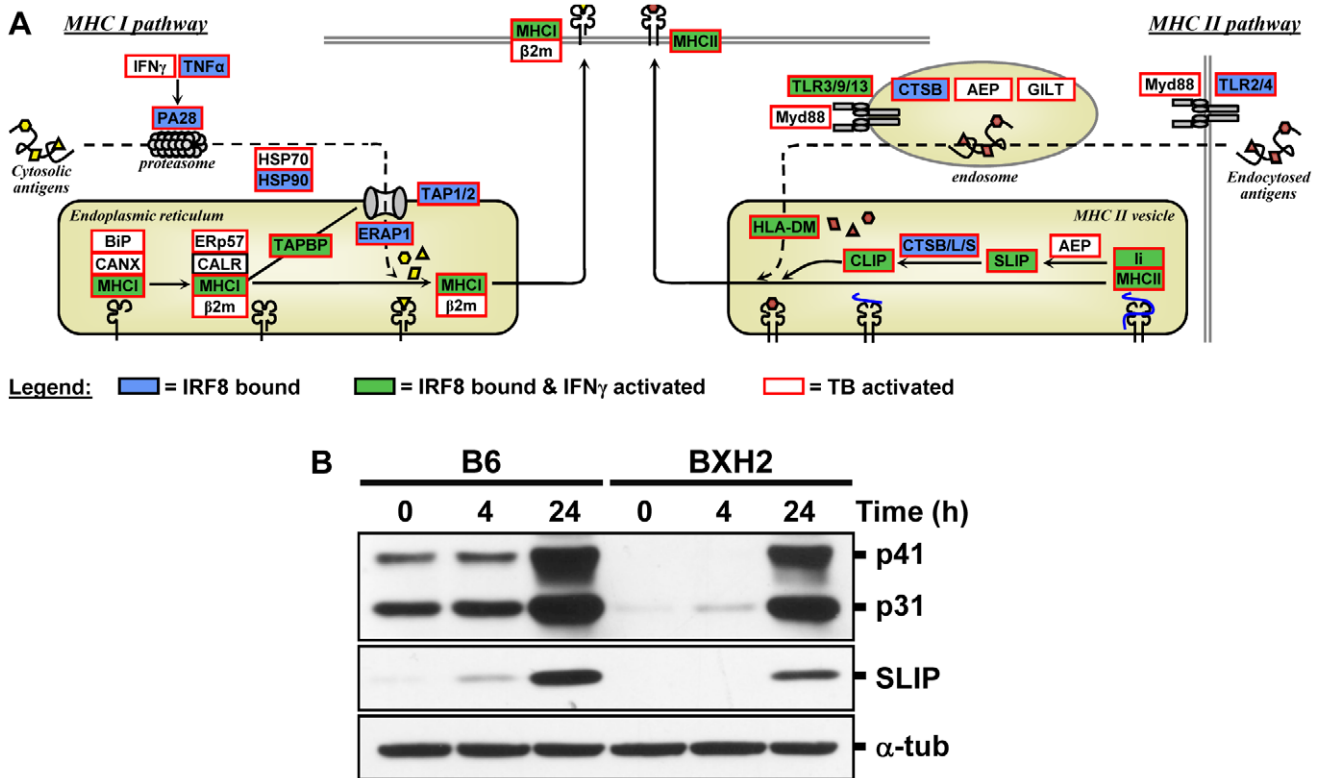 A
MHC I pathway
MHCI
β2m
MHCII
MHC II pathway
IFNγ TNFα
PA28
proteasome
Cytosolic
antigens
HSP70
HSP90
TLR3/9/13
Myd88
CTSB AEP GILT
endosome
Myd88 TLR2/4
Endocytosed
antigens
Endoplasmic reticulum
TAP1/2
ERAP1
BiP
CANX
MHCI
ERp57
CALR
MHCI
β2m
TAPBP
MHCI
β2m
MHC II vesicle
HLA-DM
CLIP
CTSB/L/S
SLIP
AEP
Ii
MHCII
Legend: = IRF8 bound = IRF8 bound & IFNγ activated = TB activated
B
B6 BXH2
0 4 24 0 4 24 Time (h)
p41
p31
SLIP
α-tub